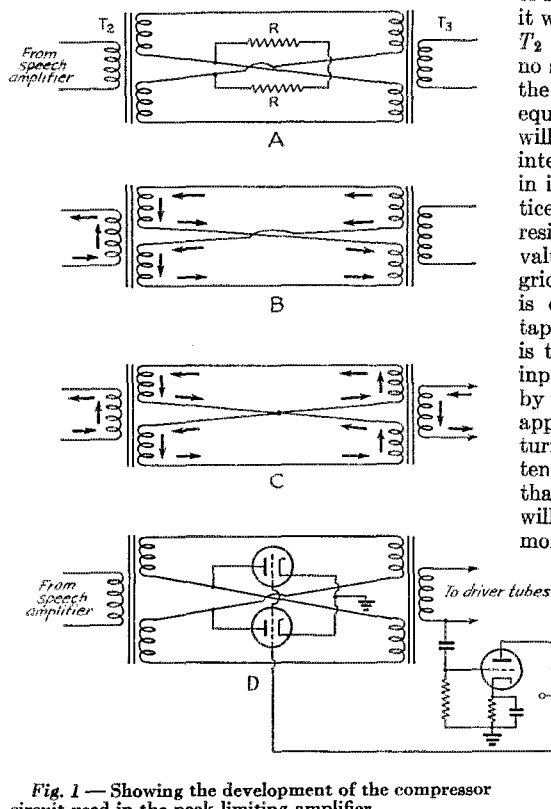 T2
T3
From
speech
amplifier
R
R
A
B
C
From
speech
amplifier
To driver tubes
D
Fig. 1 — Showing the development of the compressor
circuit used in the peak-limiting amplifier.
it w
T2
no s
the
equ
will
inte
in i
tice
resi
valu
grid
is
tap
is t
inp
by
app
turn
ten
tha
will
mo